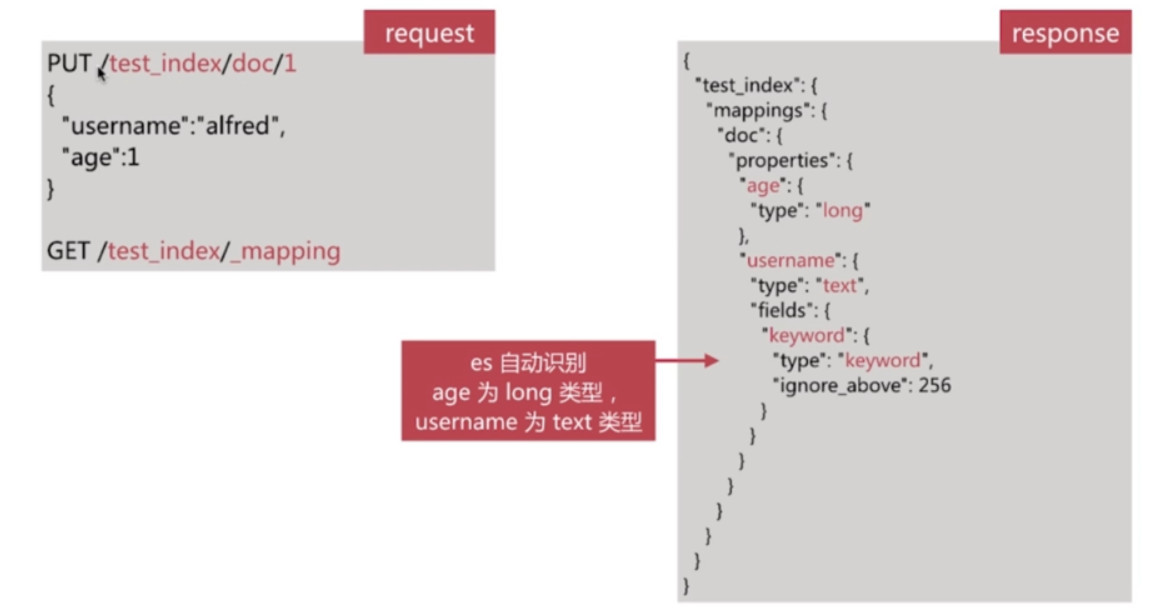 request
PUT /test_index/doc/1
{
"username":"alfred",
"age":1
}
GET /test_index/_mapping
es 自动识别
age 为 long 类型，
username 为 text 类型
response
{
"test_index": {
"mappings": {
"doc": {
"properties": {
"age": {
"type": "long"
},
"username": {
"type": "text",
"fields": {
"keyword": {
"type": "keyword",
"ignore_above": 256
}
}
}
}
}
}
}
}